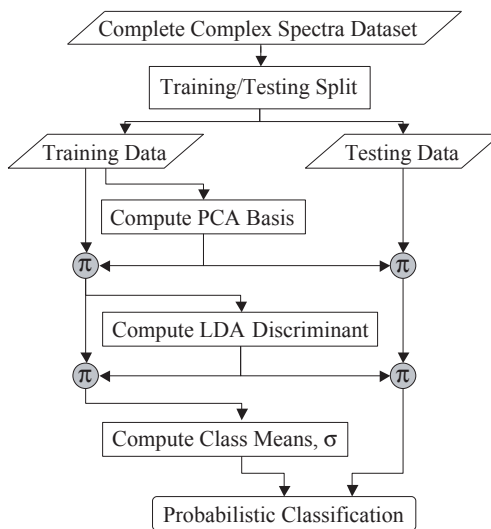 Complete Complex Spectra Dataset
Training/Testing Split
Training Data
Testing Data
Compute PCA Basis
π
π
Compute LDA Discriminant
π
π
Compute Class Means, σ
Probabilistic Classification